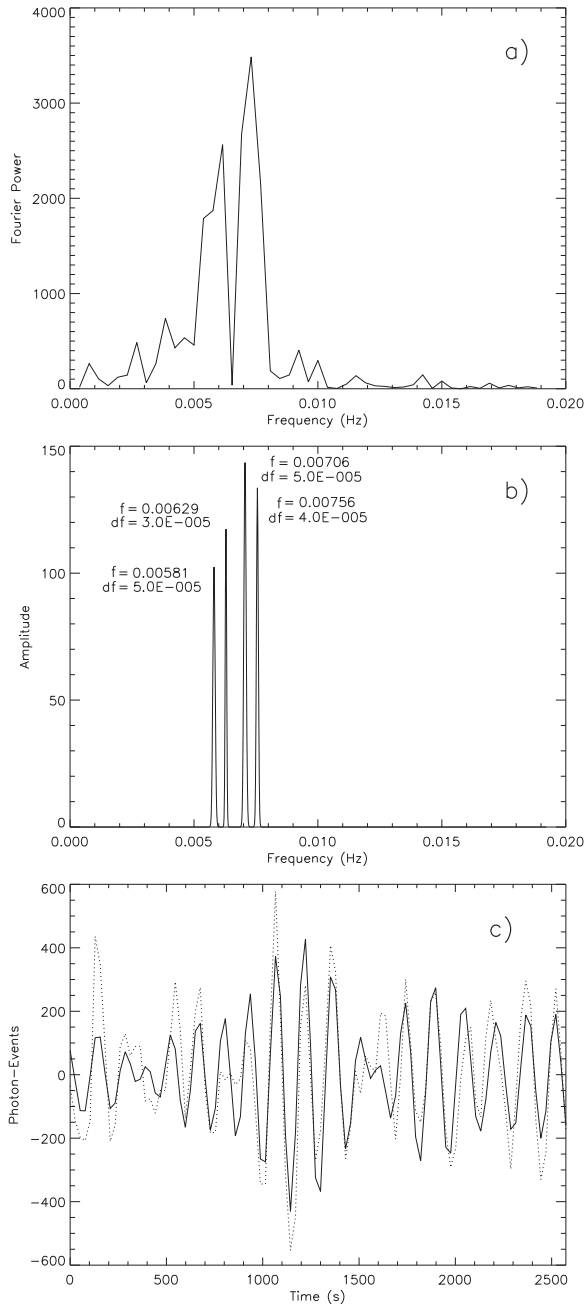 a)
4000
3000
2000
1000
0
Fourier Power
0.000 0.005 0.010 0.015 0.020
Frequency (Hz)
b)
150
100
50
0
Amplitude
f = 0.00706
df = 5.0E-005
f = 0.00629
df = 3.0E-005
f = 0.00756
df = 4.0E-005
f = 0.00581
df = 5.0E-005
0.000 0.005 0.010 0.015 0.020
Frequency (Hz)
c)
600
400
200
0
-200
-400
-600
Photon-Events
0 500 1000 1500 2000 2500
Time (s)